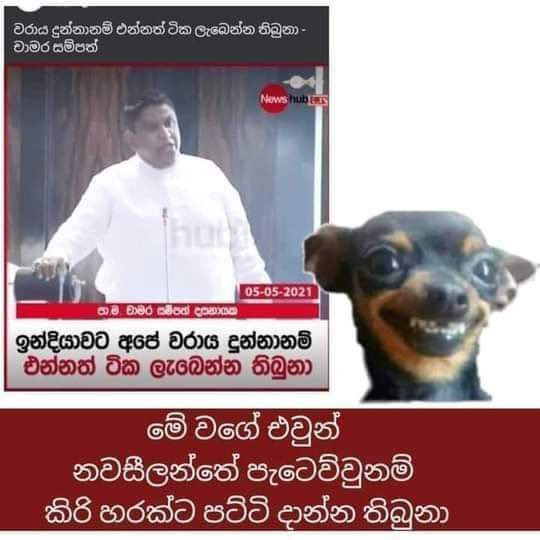 වරාය දුන්නානම් එන්නත් ටික ලැබෙන්න තිබුනා -
චාමර සම්පත්
News hub
hub
05-05-2021
පා.ම. චාමර සම්පත් දසනායක
ඉන්දියාවට අපේ වරාය දුන්නානම්
එන්නත් ටික ලැබෙන්න තිබුනා
මේ වගේ එවුන්
නවසීලන්තේ පැටෙව්වුනම්
කිරි හරක්ට පට්ටි දාන්න තිබුනා